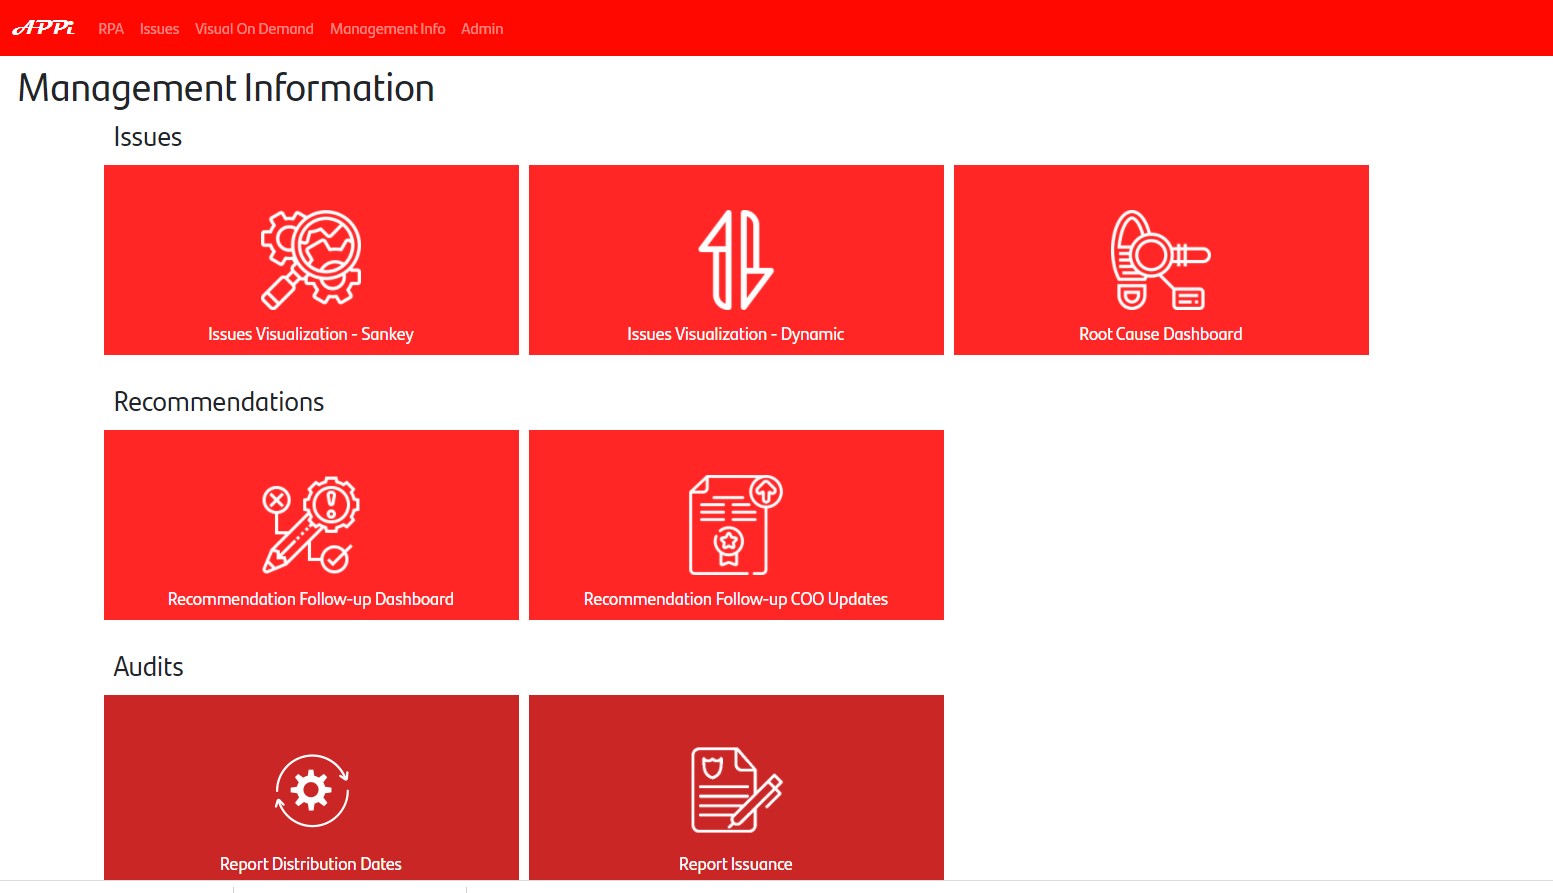 APPi RPA Issues Visual On Demand Management Info Admin
Management Information
Issues
Issues Visualization - Sankey
Issues Visualization - Dynamic
Root Cause Dashboard
Recommendations
Recommendation Follow-up Dashboard
Recommendation Follow-up COO Updates
Audits
Report Distribution Dates
Report Issuance